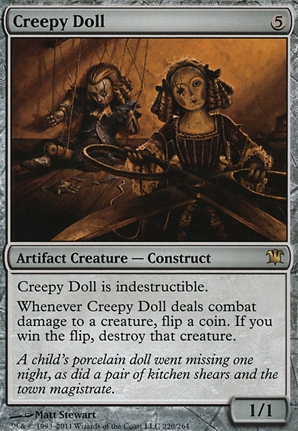 Creepy Doll 5
Artifact Creature — Construct
Creepy Doll is indestructible.
Whenever Creepy Doll deals combat
damage to a creature, flip a coin. If you
win the flip, destroy that creature.
A child's porcelain doll went missing one
night, as did a pair of kitchen shears and the
town magistrate.
Matt Stewart
™ & © 1993–2011 Wizards of the Coast LLC 220/264
1/1